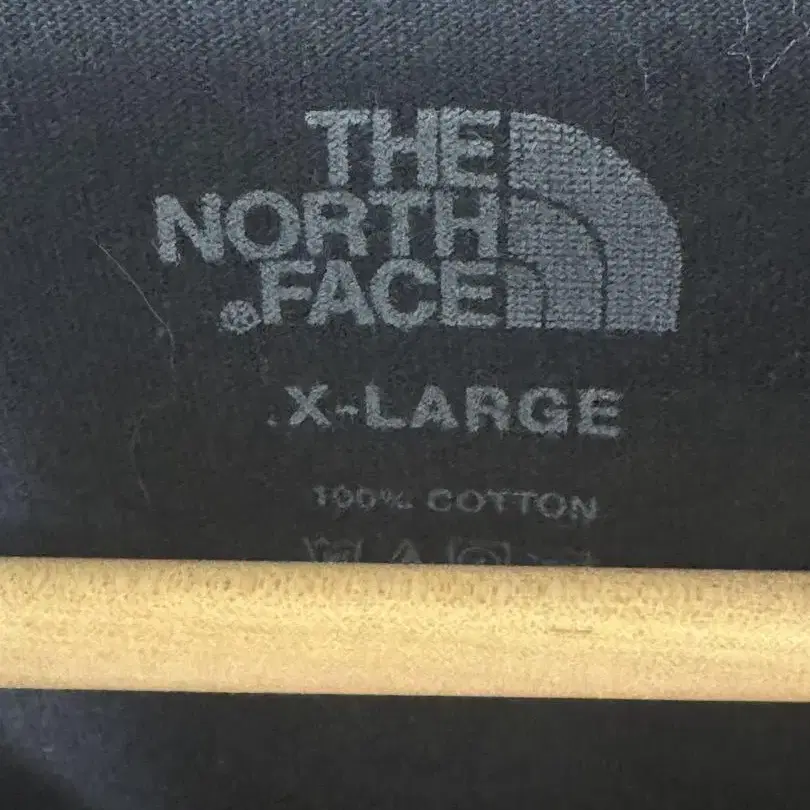 THE
NORTH
®FACE
X-LARGE
100% COTTON